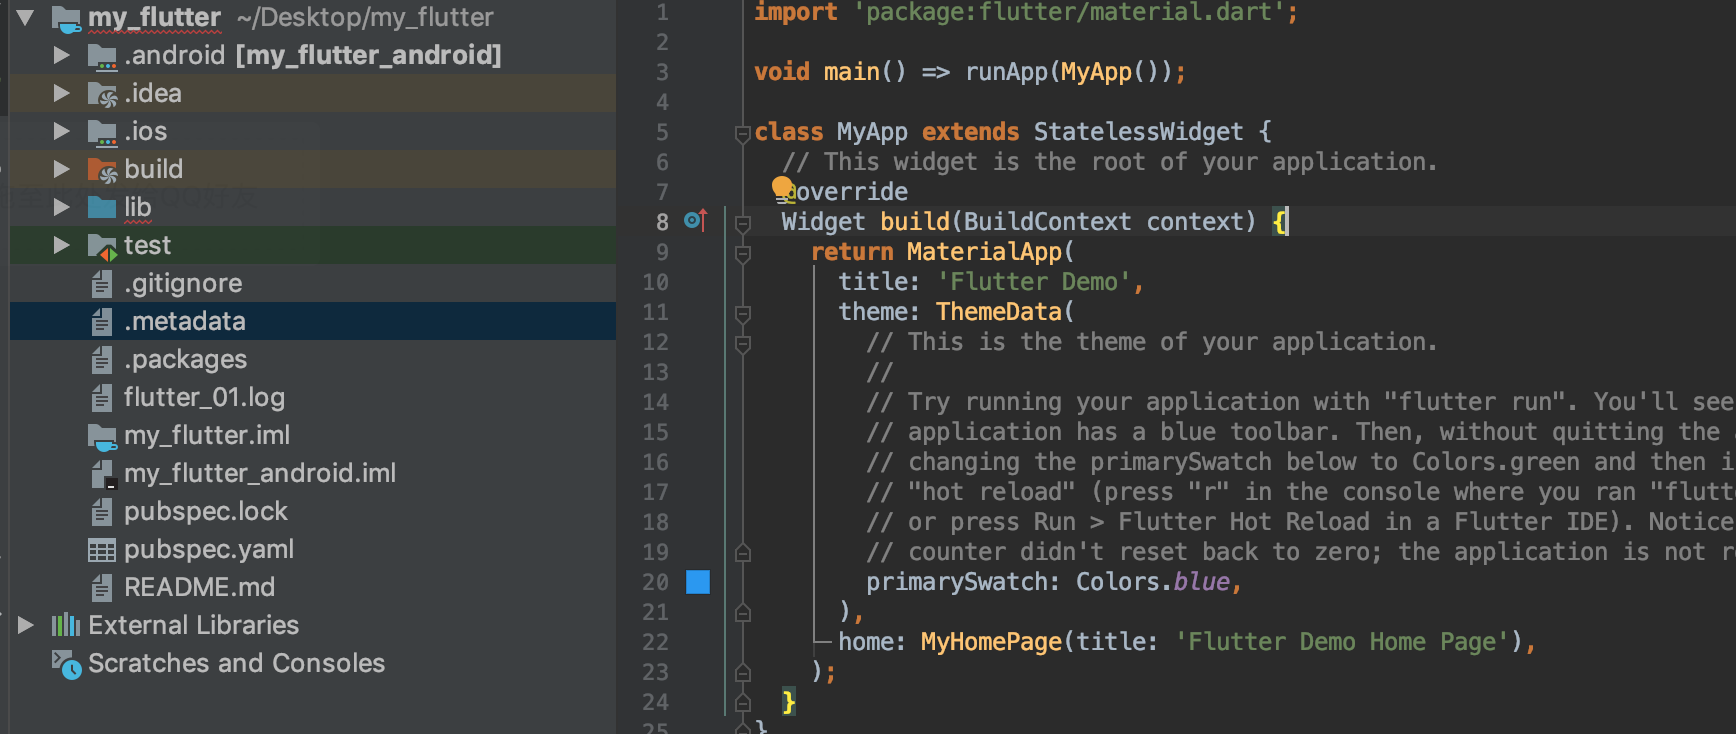 my_flutter ~/Desktop/my_flutter
.android [my_flutter_android]
.idea
.ios
build
lib
test
.gitignore
.metadata
.packages
flutter_01.log
my_flutter.iml
my_flutter_android.iml
pubspec.lock
pubspec.yaml
README.md
External Libraries
Scratches and Consoles
1 import 'package:flutter/material.dart';
2
3 void main() => runApp(MyApp());
4
5 class MyApp extends StatelessWidget {
6 // This widget is the root of your application.
7 @override
8 Widget build(BuildContext context) {
9 return MaterialApp(
10 title: 'Flutter Demo',
11 theme: ThemeData(
12 // This is the theme of your application.
13 //
14 // Try running your application with "flutter run". You'll see
15 // application has a blue toolbar. Then, without quitting the
16 // changing the primarySwatch below to Colors.green and then i
17 // "hot reload" (press "r" in the console where you ran "flutte
18 // or press Run > Flutter Hot Reload in a Flutter IDE). Notice
19 // counter didn't reset back to zero; the application is not r
20 primarySwatch: Colors.blue,
21 ),
22 home: MyHomePage(title: 'Flutter Demo Home Page'),
23 );
24 }
25 }